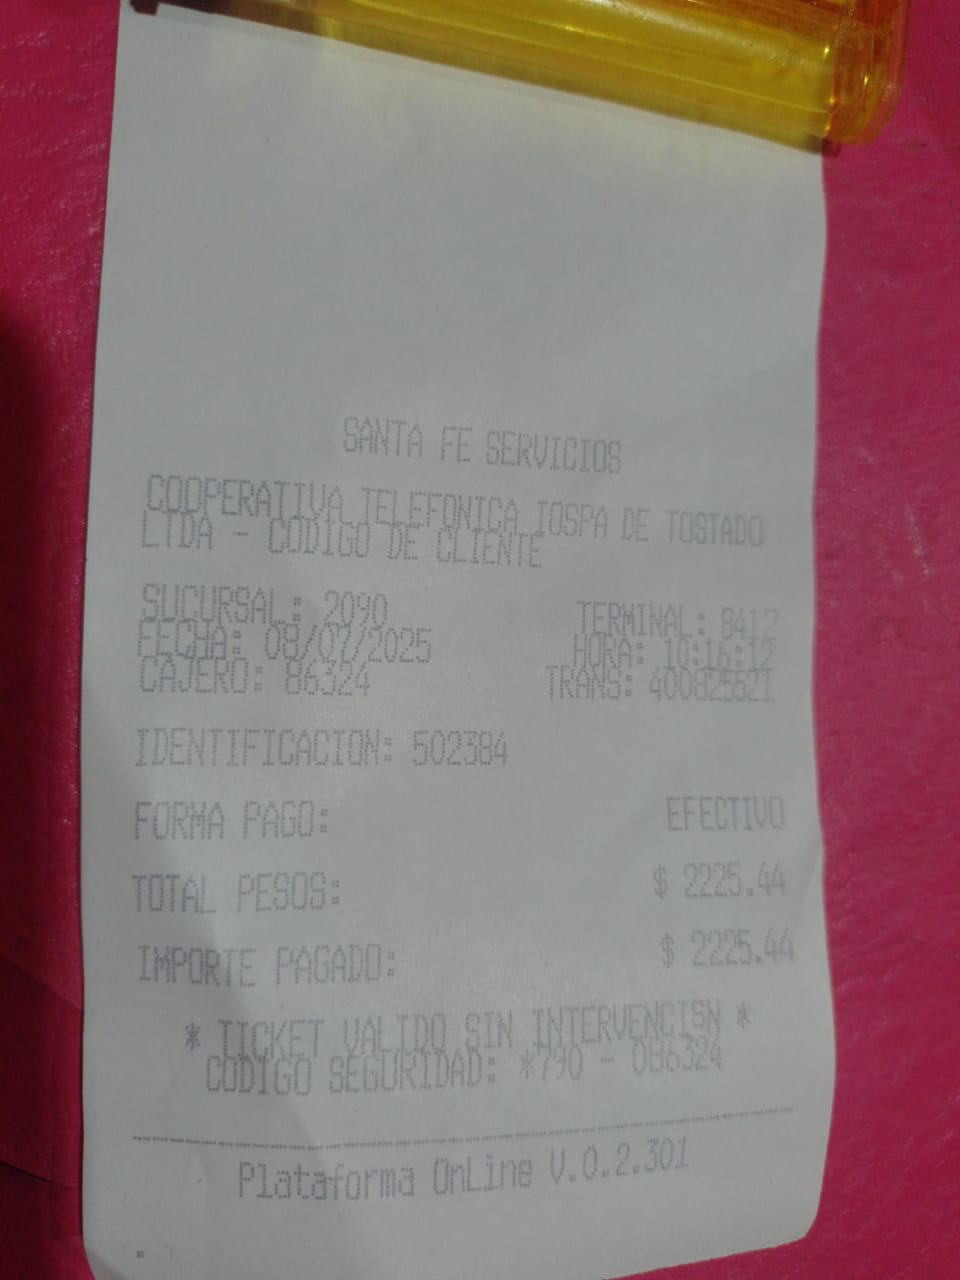 SANTA FE SERVICIOS
COOPERATIVA TELEFONICA IOSPA DE TOSTADO
LTDA - CODIGO DE CLIENTE
SUCURSAL: 2090 TERMINAL: 8412
FECHA: 08/07/2025 HORA: 10:16:12
CAJERO: 86324 TRANS: 400825521
IDENTIFICACION: 502384
FORMA PAGO: EFECTIVO
TOTAL PESOS: $ 2225.44
IMPORTE PAGADO: $ 2225.44
* TICKET VALIDO SIN INTERVENCISN *
CODIGO SEGURIDAD: *790 - 086324
Plataforma OnLine V.0.2.301